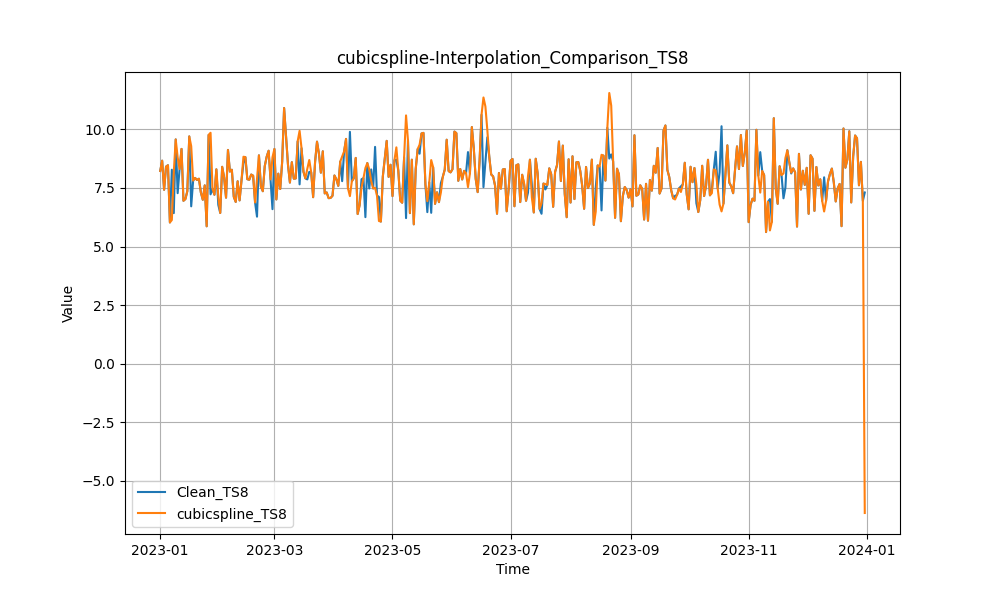 cubicspline-Interpolation_Comparison_TS8
10.0
7.5
5.0
2.5
0.0
−2.5
−5.0
Value
Clean_TS8
cubicspline_TS8
2023-01 2023-03 2023-05 2023-07 2023-09 2023-11 2024-01
Time